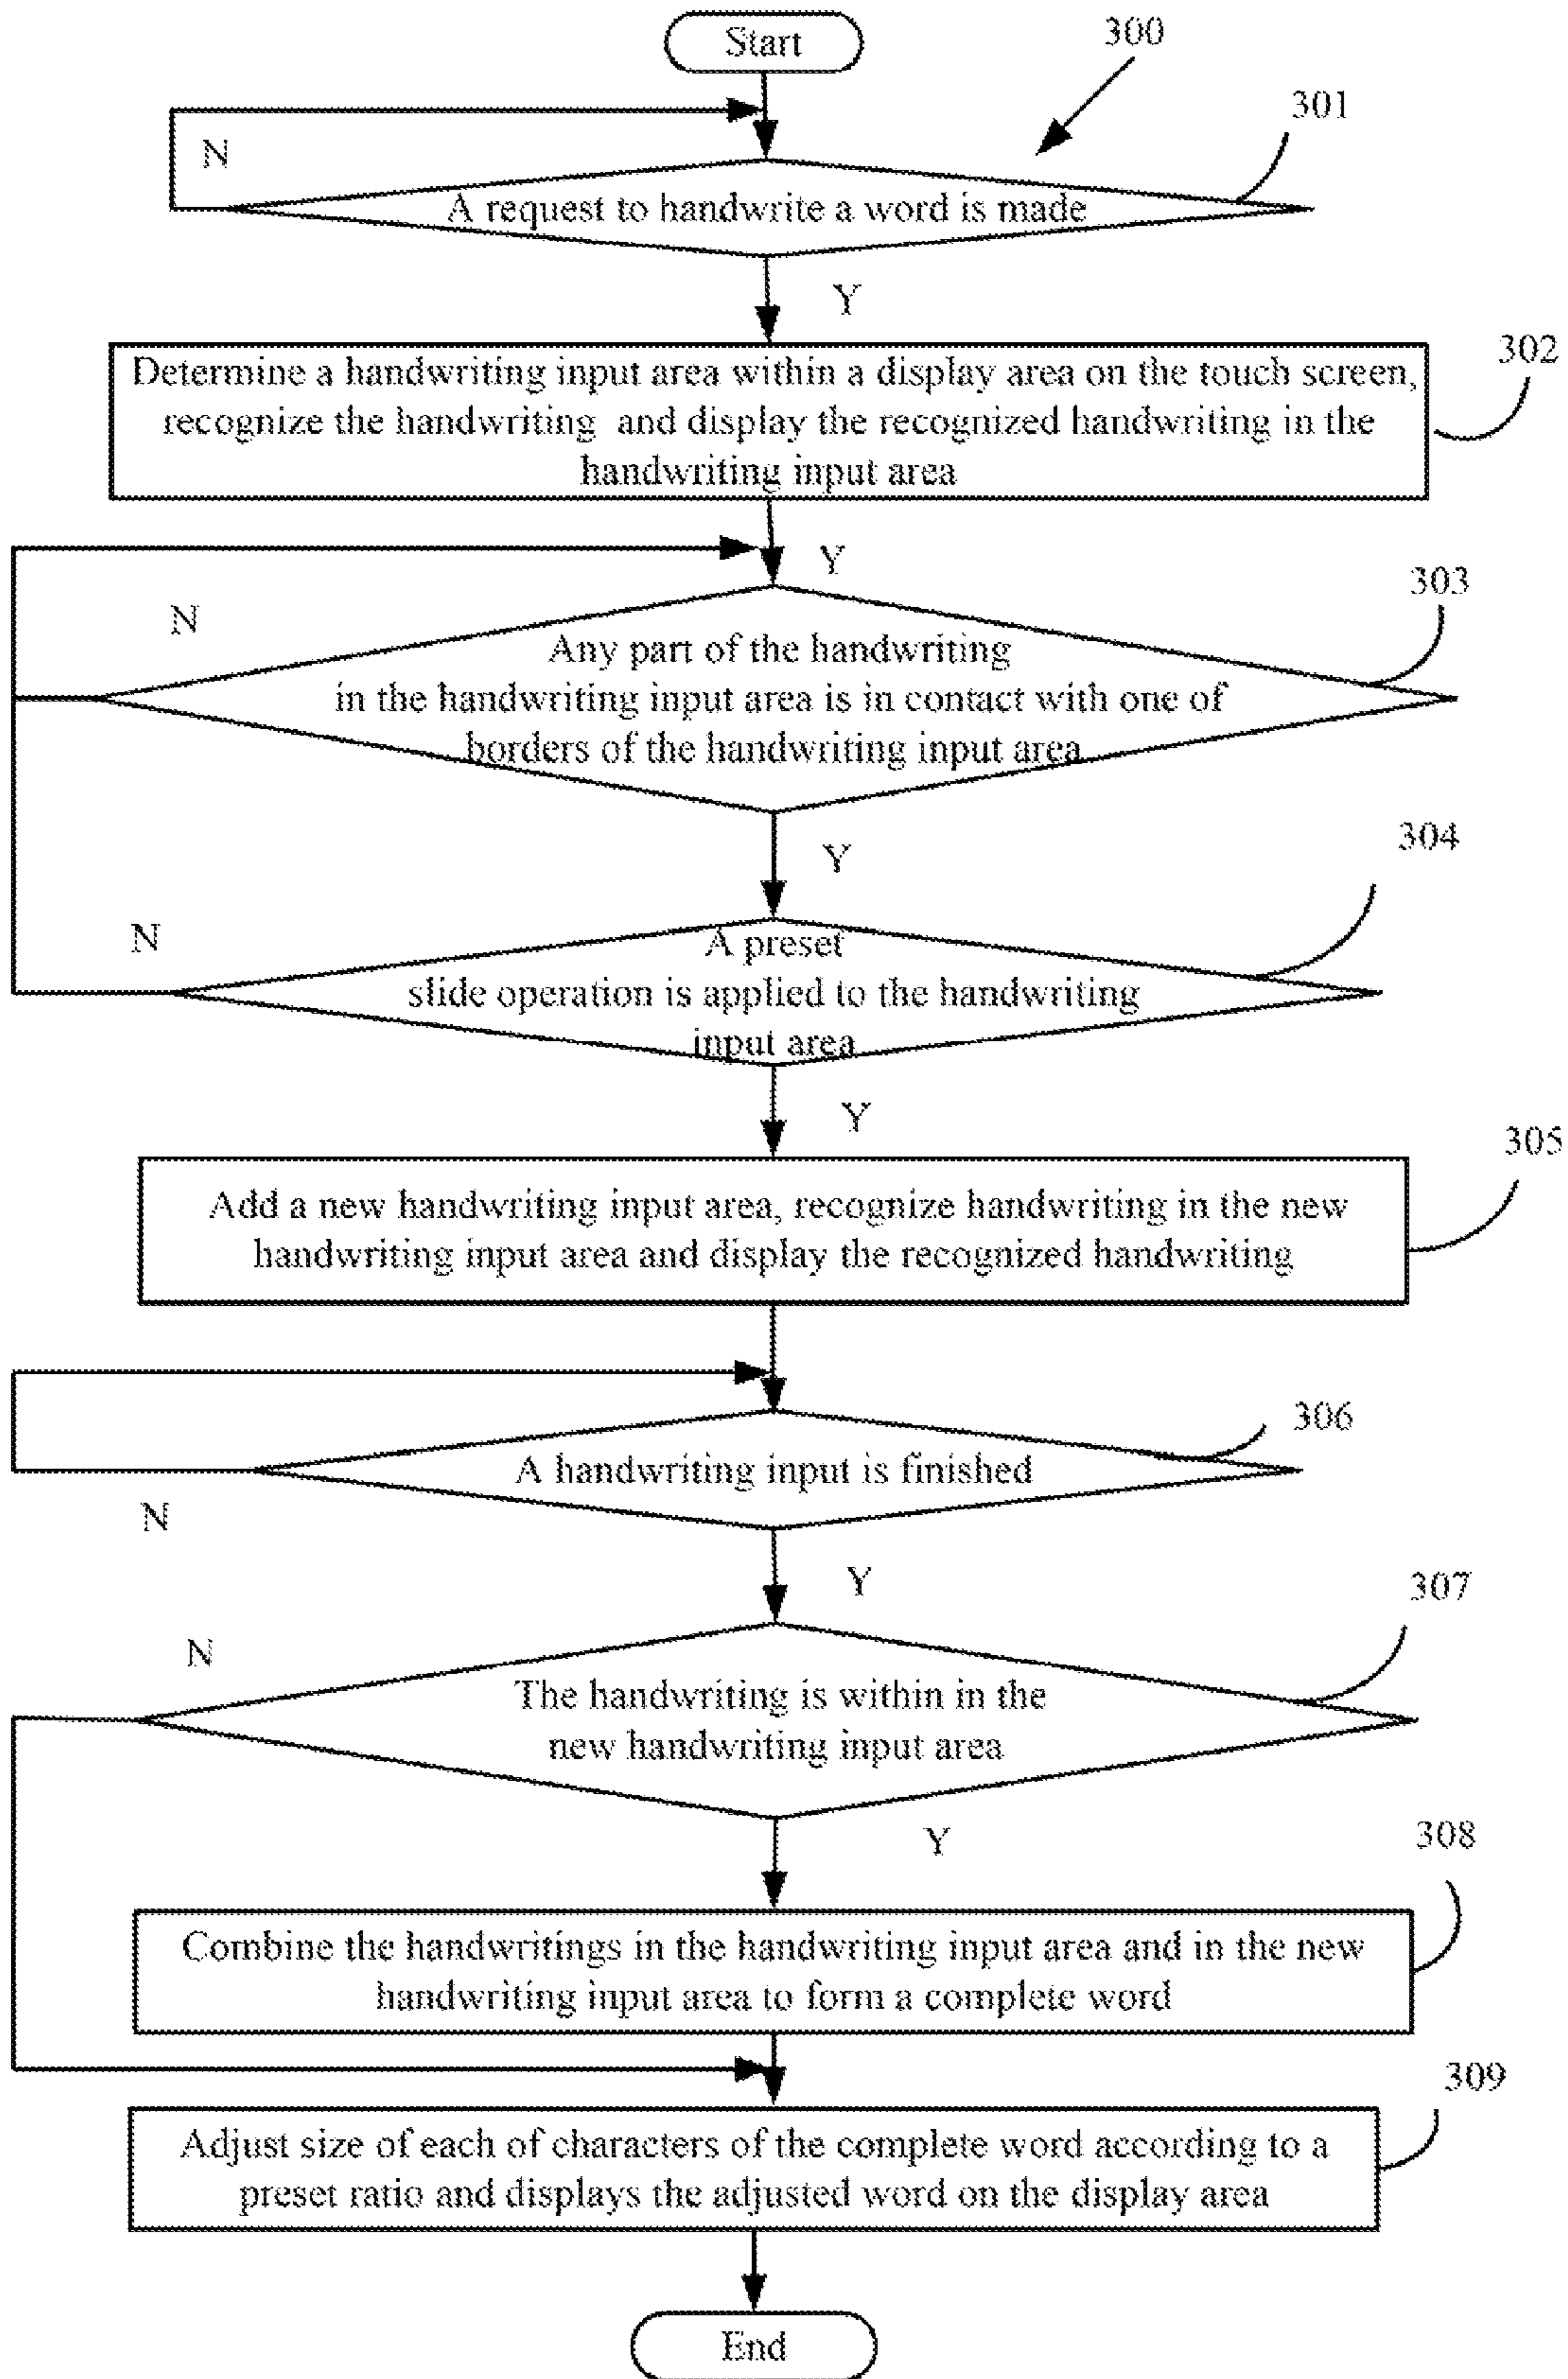 Start
300
301
N
A request to handwrite a word is made
Y
302
Determine a handwriting input area within a display area on the touch screen,
recognize the handwriting and display the recognized handwriting in the
handwriting input area
Y
303
N
Any part of the handwriting
in the handwriting input area is in contact with one of
borders of the handwriting input area
Y
304
N
A preset
slide operation is applied to the handwriting
input area
Y
305
Add a new handwriting input area, recognize handwriting in the new
handwriting input area and display the recognized handwriting
306
A handwriting input is finished
N
Y
307
N
The handwriting is within in the
new handwriting input area
Y
308
Combine the handwritings in the handwriting input area and in the new
handwriting input area to form a complete word
309
Adjust size of each of characters of the complete word according to a
preset ratio and displays the adjusted word on the display area
End